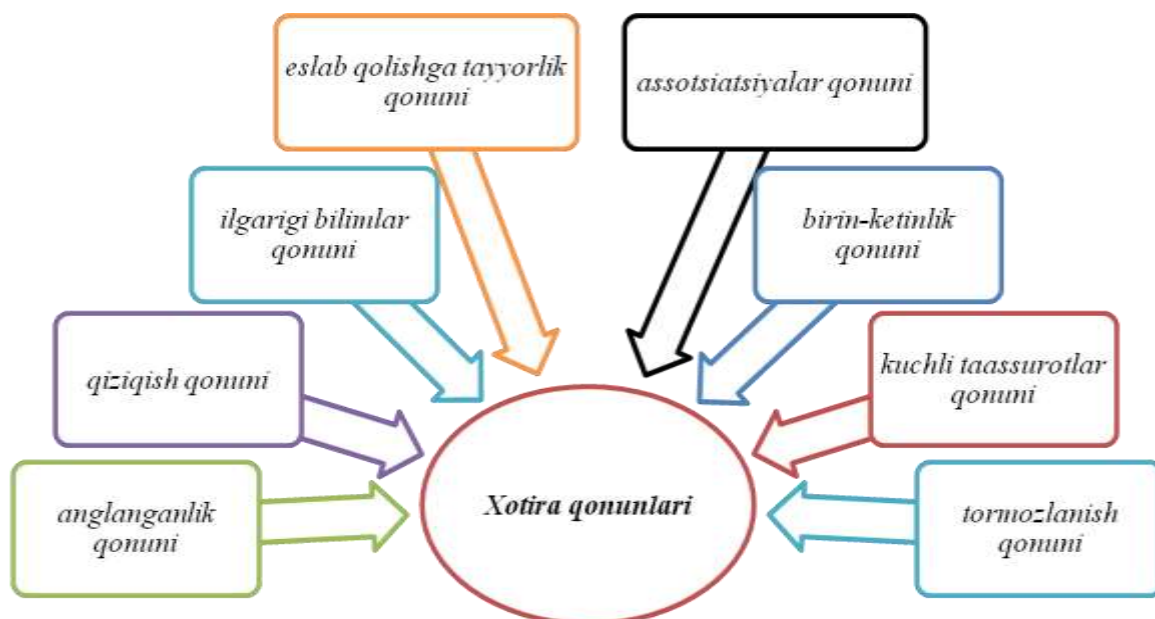 eslab qolishga tayyorlik
qonuni
assotsiatsiyalar qonuni
ilgarigi bilimlar
qonuni
birin-ketinlik
qonuni
qiziqish qonuni
kuchli taassurotlar
qonuni
anglanganlik
qonuni
Xotira qonunlari
tormozlanish
qonuni